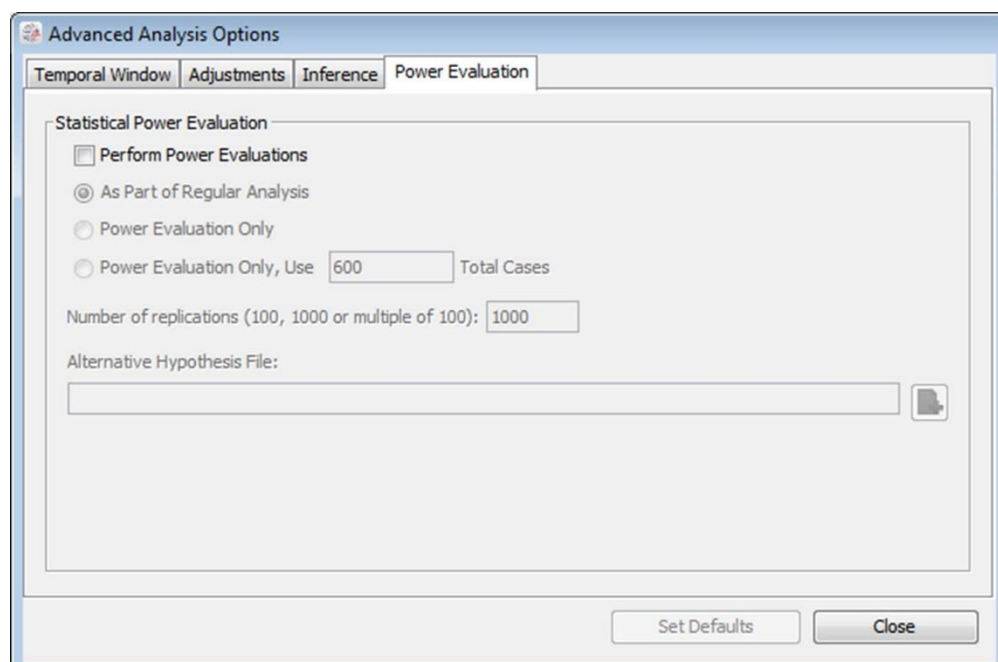 Advanced Analysis Options
Temporal Window Adjustments Inference Power Evaluation
Statistical Power Evaluation
Perform Power Evaluations
As Part of Regular Analysis
Power Evaluation Only
Power Evaluation Only, Use 600 Total Cases
Number of replications (100, 1000 or multiple of 100): 1000
Alternative Hypothesis File:
Set Defaults Close